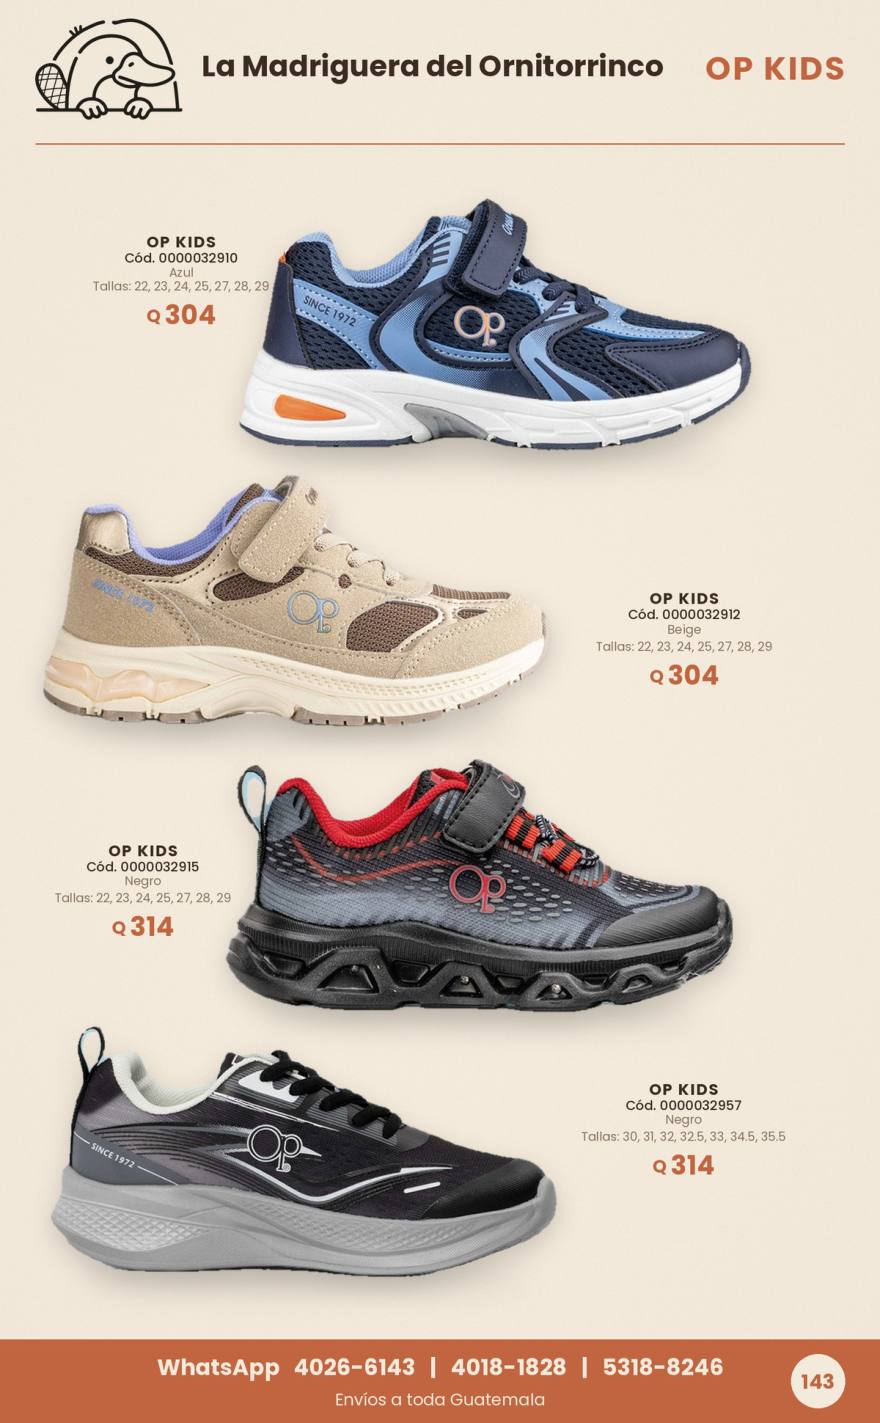 La Madriguera del Ornitorrinco
OP KIDS
OP KIDS
Cód. 0000032910
Azul
Tallas: 22, 23, 24, 25, 27, 28, 29
Q 304
SINCE 1972
Op
OP KIDS
Cód. 0000032912
Beige
Tallas: 22, 23, 24, 25, 27, 28, 29
Q 304
SINCE 1972
Op
OP KIDS
Cód. 0000032915
Negro
Tallas: 22, 23, 24, 25, 27, 28, 29
Q 314
Op
OP KIDS
Cód. 0000032957
Negro
Tallas: 30, 31, 32, 32.5, 33, 34.5, 35.5
Q 314
SINCE 1972
Op
WhatsApp 4026-6143 | 4018-1828 | 5318-8246
Envíos a toda Guatemala
143